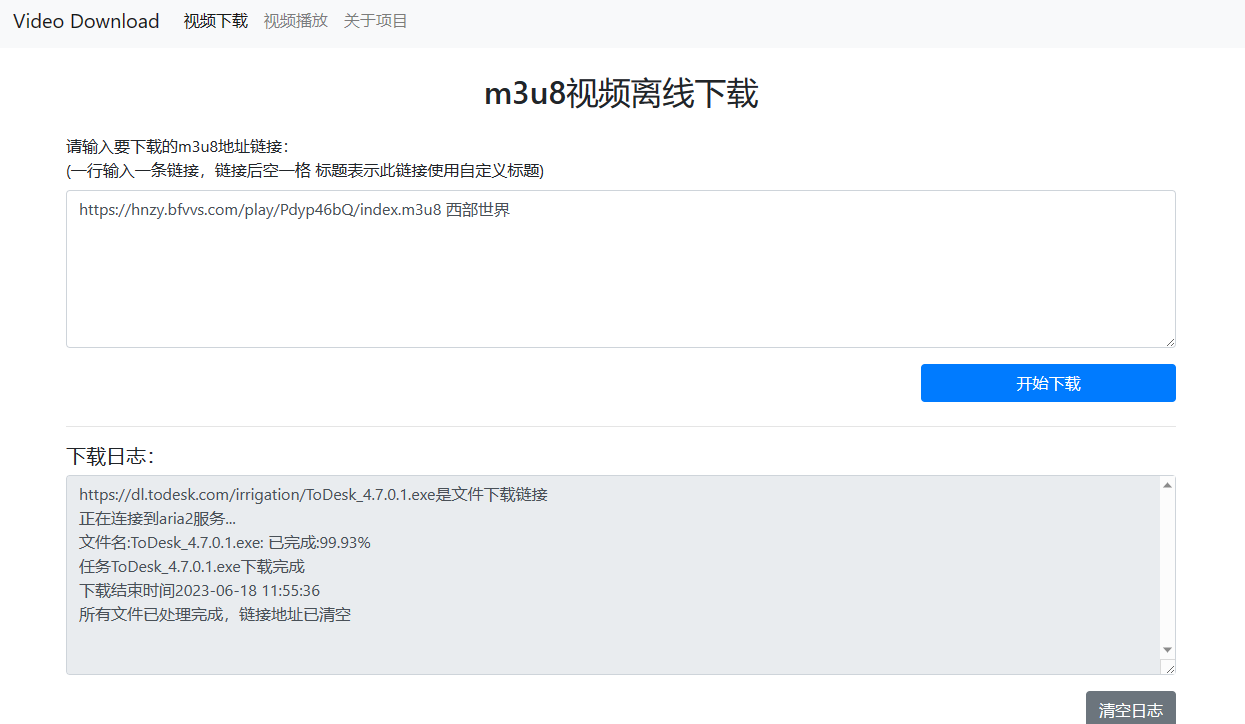 Video Download 视频下载 视频播放 关于项目
m3u8视频离线下载
请输入要下载的m3u8地址链接：
(一行输入一条链接，链接后空一格 标题表示此链接使用自定义标题)
https://hnzy.bfvvs.com/play/Pdyp46bQ/index.m3u8 西部世界
开始下载
下载日志：
https://dl.todesk.com/irrigation/ToDesk_4.7.0.1.exe是文件下载链接
正在连接到aria2服务...
文件名:ToDesk_4.7.0.1.exe: 已完成:99.93%
任务ToDesk_4.7.0.1.exe下载完成
下载结束时间2023-06-18 11:55:36
所有文件已处理完成，链接地址已清空
清空日志